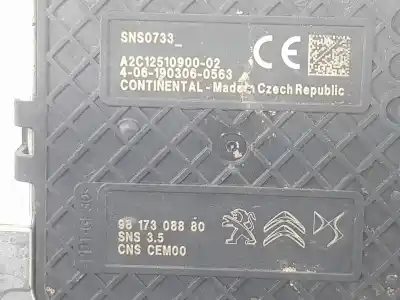 SNS0733_
CE
A2C12510900-02
4-06-190306-0563
CONTINENTAL - Made in Czech Republic
98 173 088 80
SNS 3.5
CNS CEM00
DS